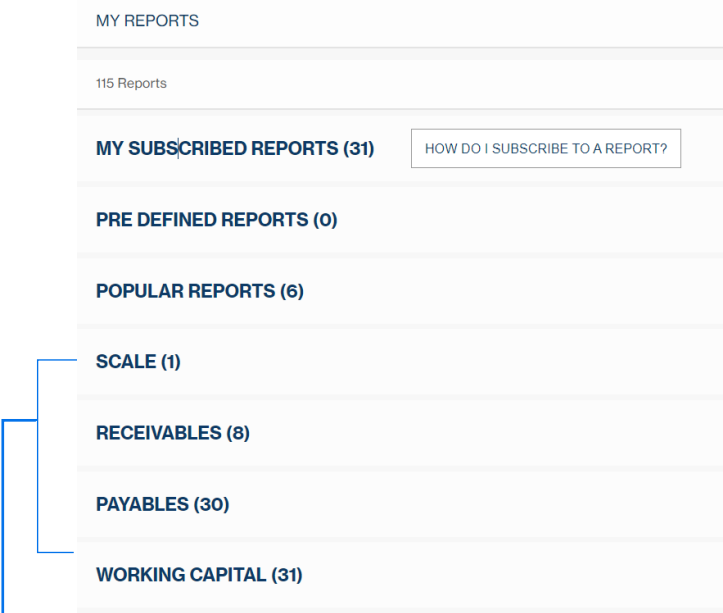 MY REPORTS
115 Reports
MY SUBSCRIBED REPORTS (31) HOW DO I SUBSCRIBE TO A REPORT?
PRE DEFINED REPORTS (0)
POPULAR REPORTS (6)
SCALE (1)
RECEIVABLES (8)
PAYABLES (30)
WORKING CAPITAL (31)